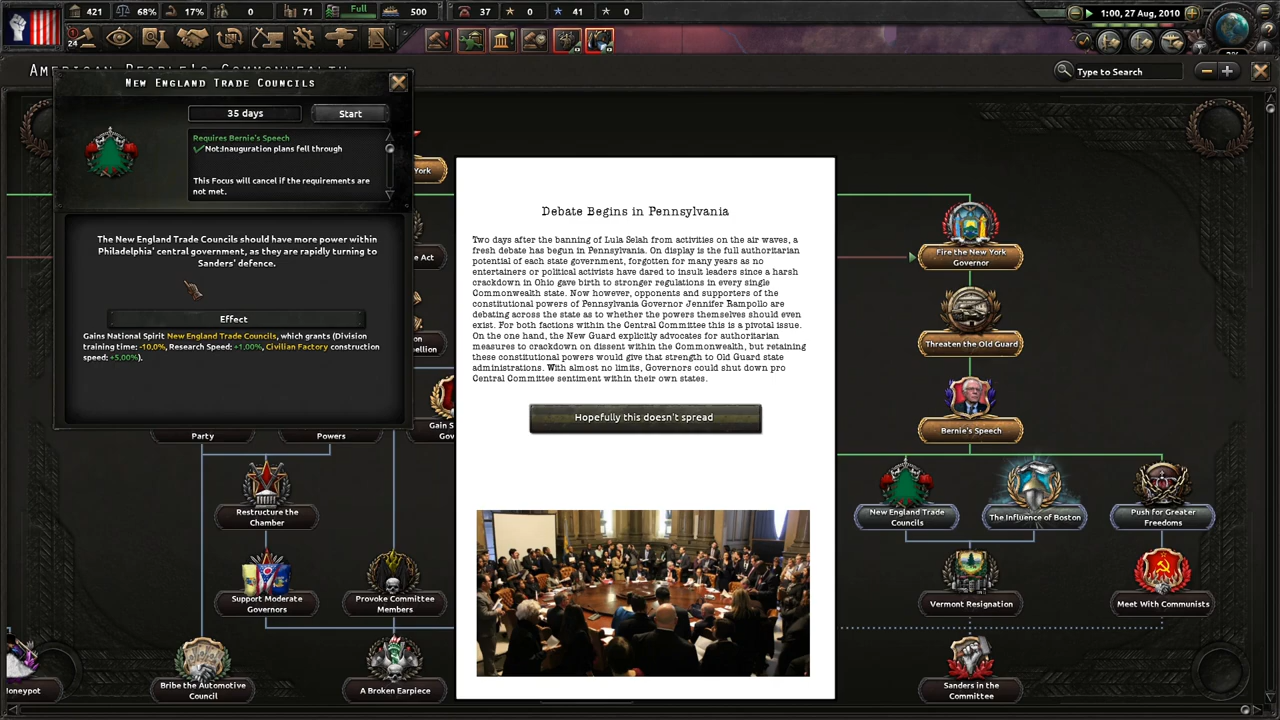 421
68%
17%
0
71
Full
500
37
0
41
0
1:00, 27 Aug, 2010
24
American People's Commonwealth
Type to Search
New England Trade Councils
35 days
Start
Requires Bernie's Speech
Not:Inauguration plans fell through
This Focus will cancel if the requirements are
not met.
The New England Trade Councils should have more power within
Philadelphia' central government, as they are rapidly turning to
Sanders' defence.
Effect
Gains National Spirit New England Trade Councils, which grants (Division
training time: -10.0%, Research Speed: +1.00%, Civilian Factory construction
speed: +5.00%).
York
e Act
on
bellion
Debate Begins in Pennsylvania
Two days after the banning of Lula Selah from activities on the air waves, a
fresh debate has begun in Pennsylvania. On display is the full authoritarian
potential of each state government, forgotten for many years as no
entertainers or political activists have dared to insult leaders since a harsh
crackdown in Ohio gave birth to stronger regulations in every single
Commonwealth state. Now however, opponents and supporters of the
constitutional powers of Pennsylvania Governor Jennifer Rampollo are
debating across the state as to whether the powers themselves should even
exist. For both factions within the Central Committee this is a pivotal issue.
On the one hand, the New Guard explicitly advocates for authoritarian
measures to crackdown on dissent within the Commonwealth, but retaining
these constitutional powers would give that strength to Old Guard state
administrations. With almost no limits, Governors could shut down pro
Central Committee sentiment within their own states.
Hopefully this doesn't spread
Fire the New York
Governor
Threaten the Old Guard
Bernie's Speech
Party
Powers
Gain S
Gov
New England Trade
Councils
The Influence of Boston
Push for Greater
Freedoms
Restructure the
Chamber
Support Moderate
Governors
Provoke Committee
Members
Vermont Resignation
Meet With Communists
Honeypot
Bribe the Automotive
Council
A Broken Earpiece
Sanders in the
Committee